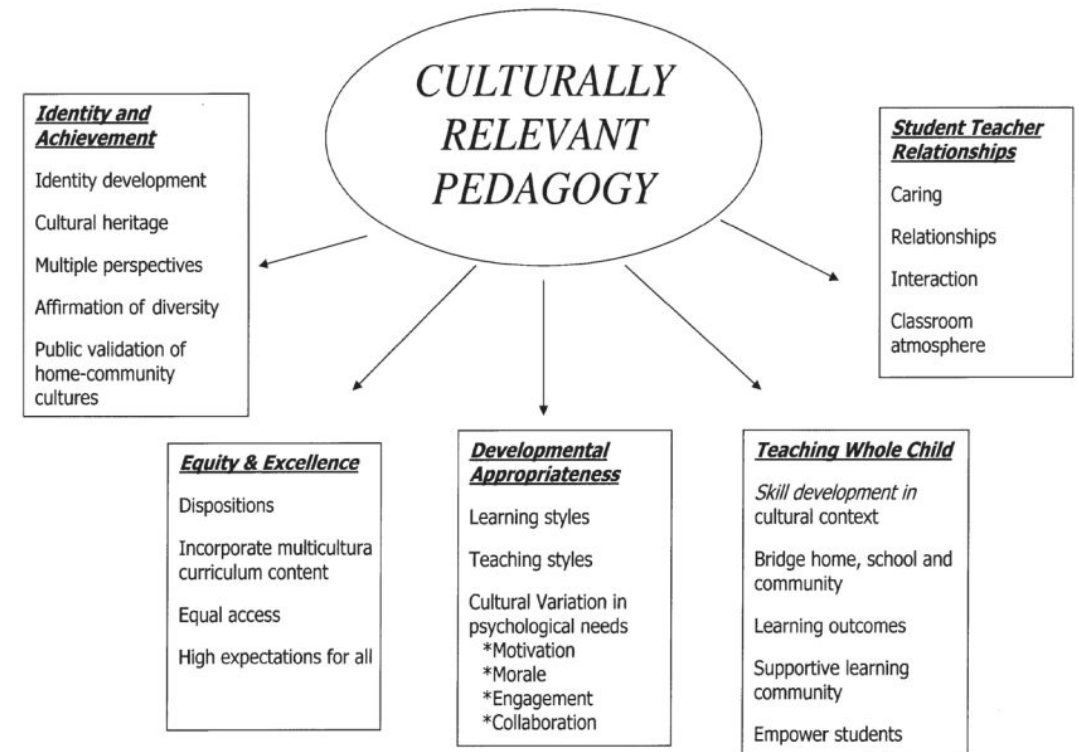 CULTURALLY
RELEVANT
PEDAGOGY
Identity and
Achievement
Identity development
Cultural heritage
Multiple perspectives
Affirmation of diversity
Public validation of
home-community
cultures
Equity & Excellence
Dispositions
Incorporate multicultura
curriculum content
Equal access
High expectations for all
Developmental
Appropriateness
Learning styles
Teaching styles
Cultural Variation in
psychological needs
*Motivation
*Morale
*Engagement
*Collaboration
Teaching Whole Child
Skill development in
cultural context
Bridge home, school and
community
Learning outcomes
Supportive learning
community
Empower students
Student Teacher
Relationships
Caring
Relationships
Interaction
Classroom
atmosphere